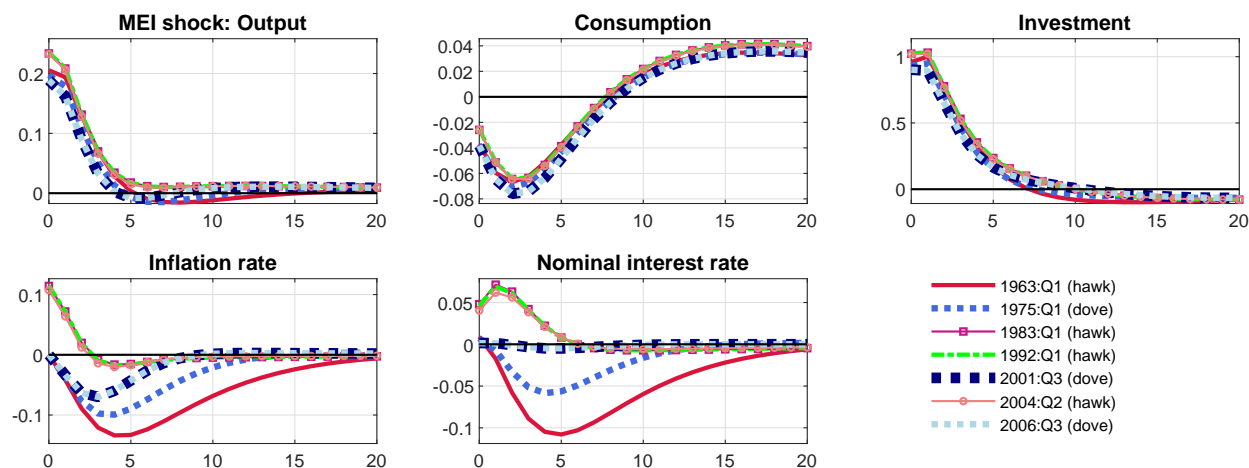 MEI shock: Output
0.2
0.1
0
0 5 10 15 20
Consumption
0.04
0.02
0
-0.02
-0.04
-0.06
-0.08
0 5 10 15 20
Investment
1
0.5
0
0 5 10 15 20
Inflation rate
0.1
0
-0.1
0 5 10 15 20
Nominal interest rate
0.05
0
-0.05
-0.1
0 5 10 15 20
1963:Q1 (hawk)
1975:Q1 (dove)
1983:Q1 (hawk)
1992:Q1 (hawk)
2001:Q3 (dove)
2004:Q2 (hawk)
2006:Q3 (dove)